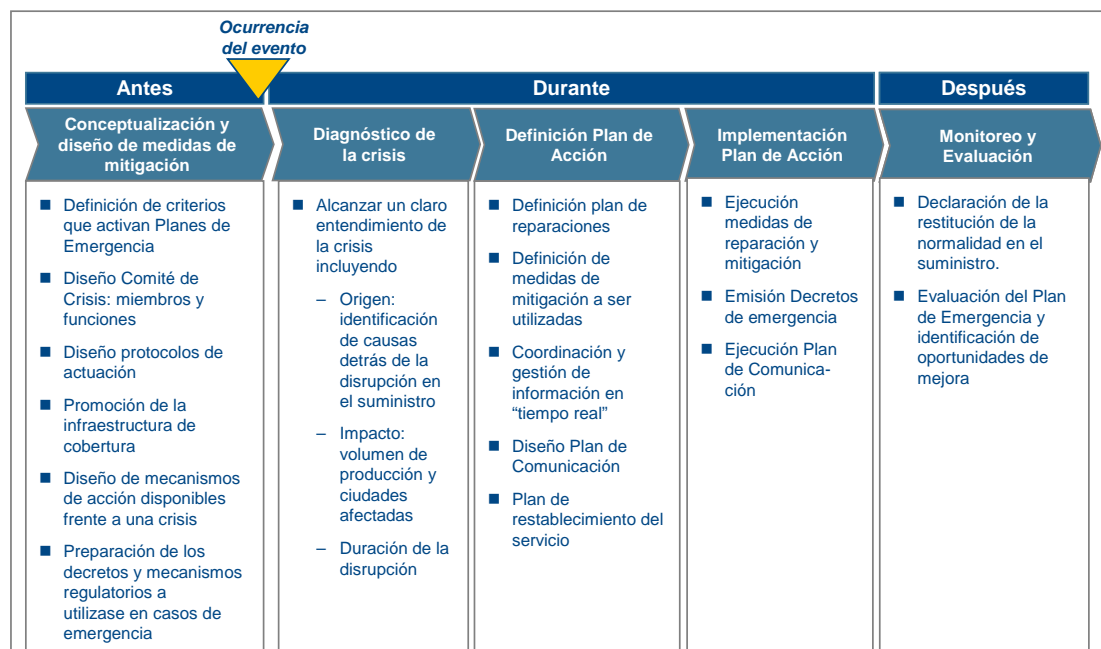 Ocurrencia
del evento
Antes
Durante
Después
Conceptualización y
diseño de medidas de
mitigación
Diagnóstico de
la crisis
Definición Plan de
Acción
Implementación
Plan de Acción
Monitoreo y
Evaluación
■ Definición de criterios
que activan Planes de
Emergencia
■ Diseño Comité de
Crisis: miembros y
funciones
■ Diseño protocolos de
actuación
■ Promoción de la
infraestructura de
cobertura
■ Diseño de mecanismos
de acción disponibles
frente a una crisis
■ Preparación de los
decretos y mecanismos
regulatorios a
utilizase en casos de
emergencia
■ Alcanzar un claro
entendimiento de
la crisis
incluyendo
– Origen:
identificación
de causas
detrás de la
disrupción en
el suministro
– Impacto:
volumen de
producción y
ciudades
afectadas
– Duración de la
disrupción
■ Definición plan de
reparaciones
■ Definición de
medidas de
mitigación a ser
utilizadas
■ Coordinación y
gestión de
información en
“tiempo real”
■ Diseño Plan de
Comunicación
■ Plan de
restablecimiento del
servicio
■ Ejecución
medidas de
reparación y
mitigación
■ Emisión Decretos
de emergencia
■ Ejecución Plan
de Comunica-
ción
■ Declaración de la
restitución de la
normalidad en el
suministro.
■ Evaluación del Plan
de Emergencia y
identificación de
oportunidades de
mejora